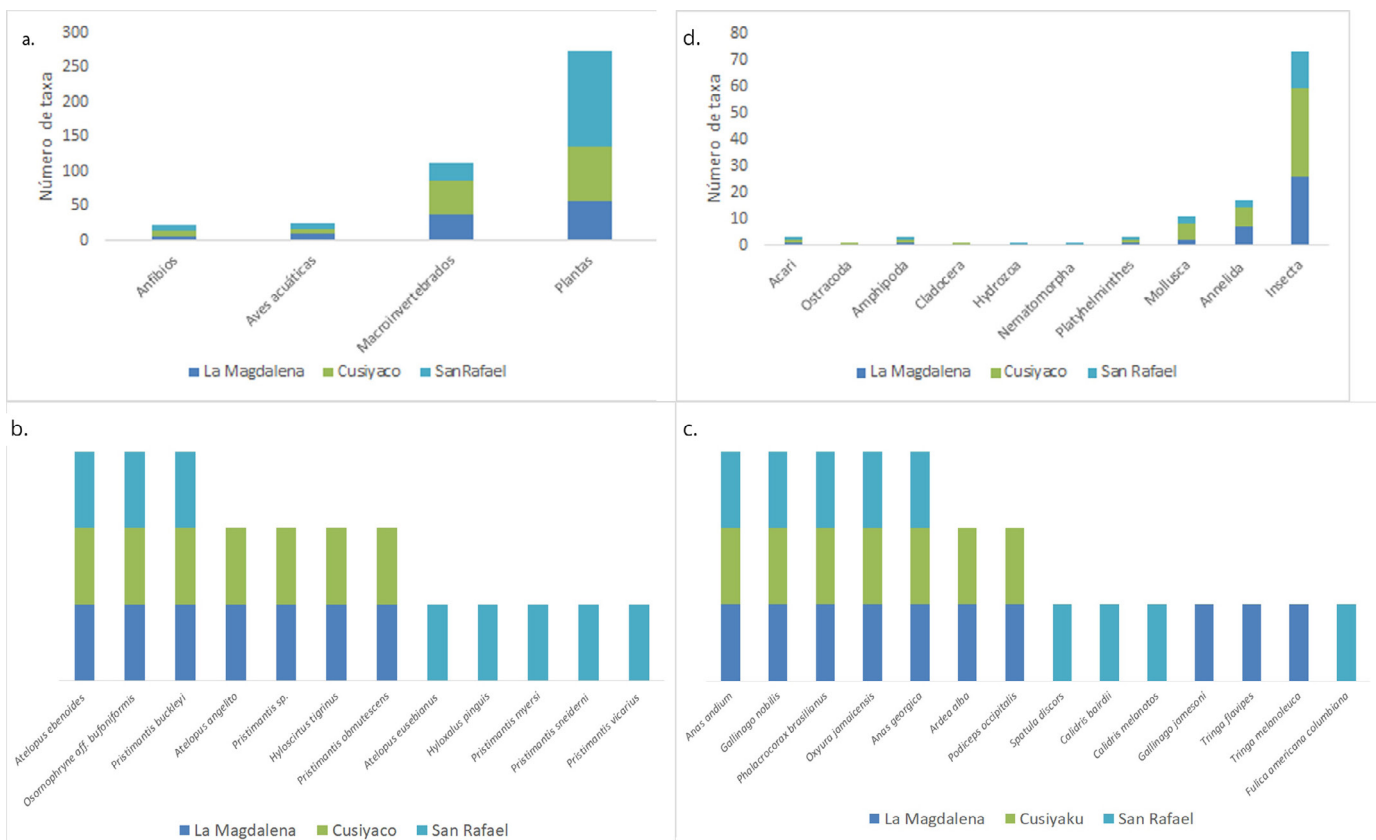 a.
Número de taxa
300
250
200
150
100
50
0
Anfibios
Aves acuáticas
Macroinvertebrados
Plantas
La Magdalena Cusiyaco SanRafael
d.
Número de taxa
80
70
60
50
40
30
20
10
0
Acari
Ostracoda
Amphipoda
Cladocera
Hydrozoa
Nematomorpha
Platyhelminthes
Mollusca
Annelida
Insecta
La Magdalena Cusiyaco San Rafael
b.
Atelopus ebenoides
Osornophryne aff. bufoniformis
Pristimantis buckleyi
Atelopus angelito
Pristimantis sp.
Hyloscirtus tigrinus
Pristimantis obmutescens
Atelopus eusebianus
Hyloxalus pinguis
Pristimantis myersi
Pristimantis sneiderni
Pristimantis vicarius
La Magdalena Cusiyaco San Rafael
c.
Anas andium
Gallinago nobilis
Phalacrocorax brasilianus
Oxyura jamaicensis
Anas georgica
Ardea alba
Podiceps occipitalis
Spatula discors
Calidris bairdii
Calidris melanotos
Gallinago jamesoni
Tringa flavipes
Tringa melanoleuca
Fulica americana columbiana
La Magdalena Cusiyaku San Rafael